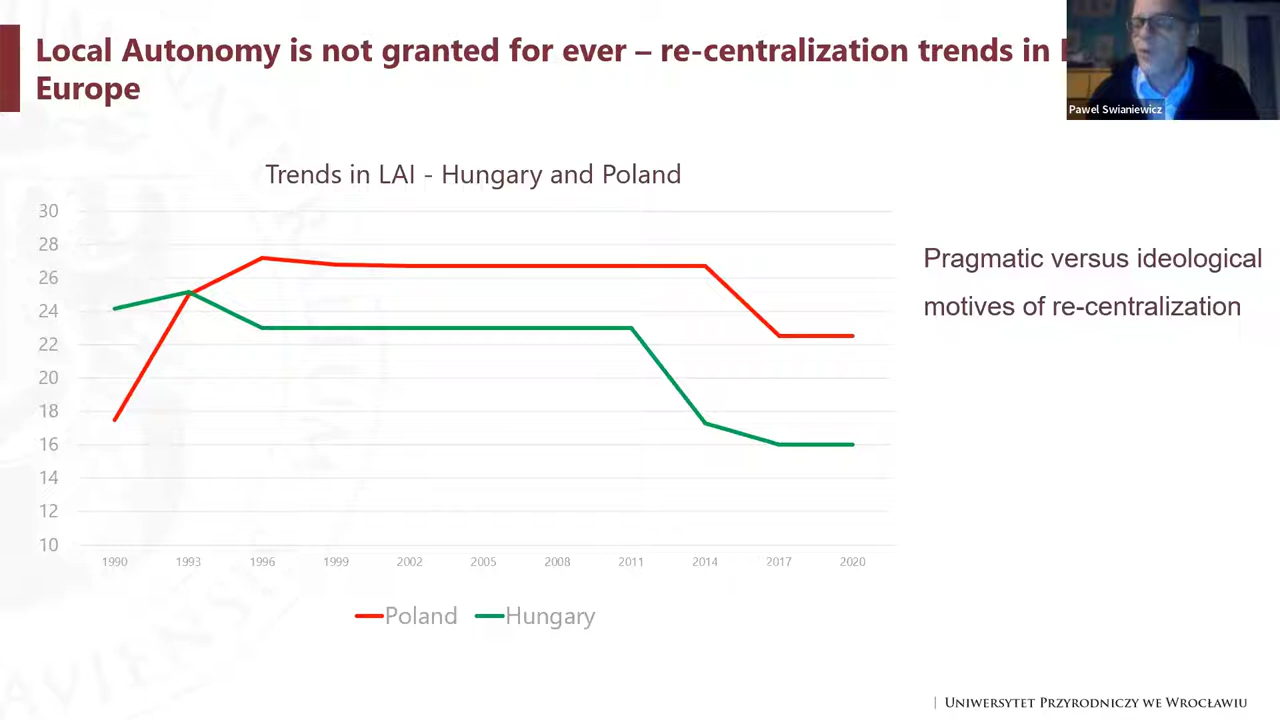 Local Autonomy is not granted for ever – re-centralization trends in
Europe
Pawel Swianiewicz
Trends in LAI - Hungary and Poland
30
28
26
24
22
20
18
16
14
12
10
1990 1993 1996 1999 2002 2005 2008 2011 2014 2017 2020
Poland Hungary
Pragmatic versus ideological
motives of re-centralization
Uniwersytet Przyrodniczy we Wrocławiu